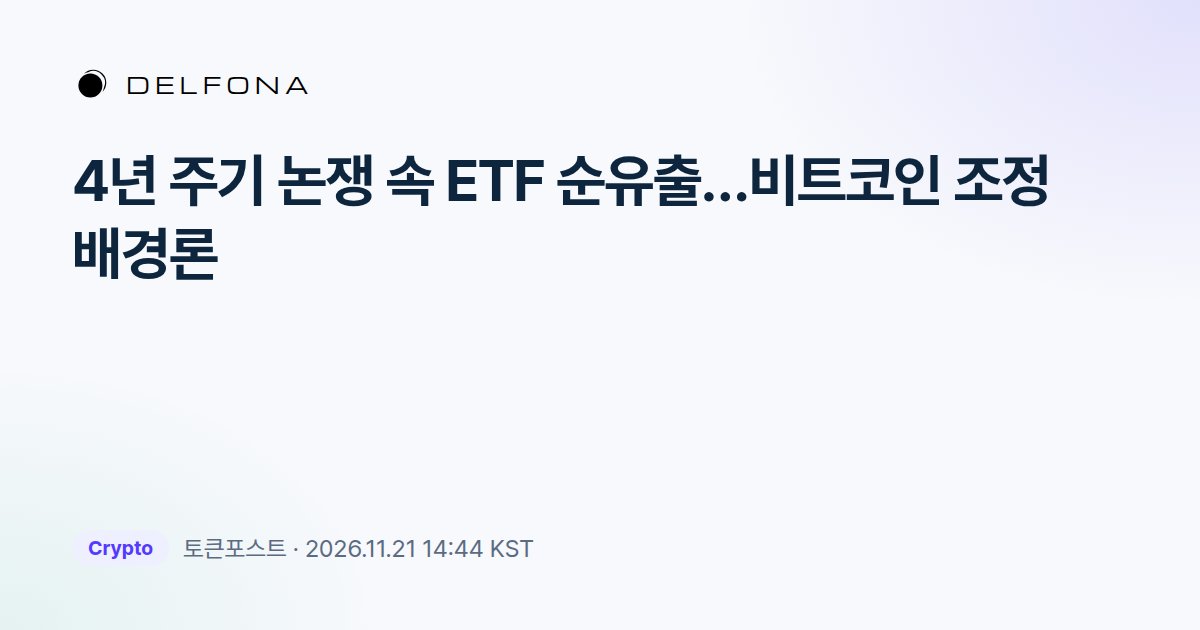 DELFONA
4년 주기 논쟁 속 ETF 순유출…비트코인 조정
배경론
Crypto 토큰포스트 · 2026.11.21 14:44 KST